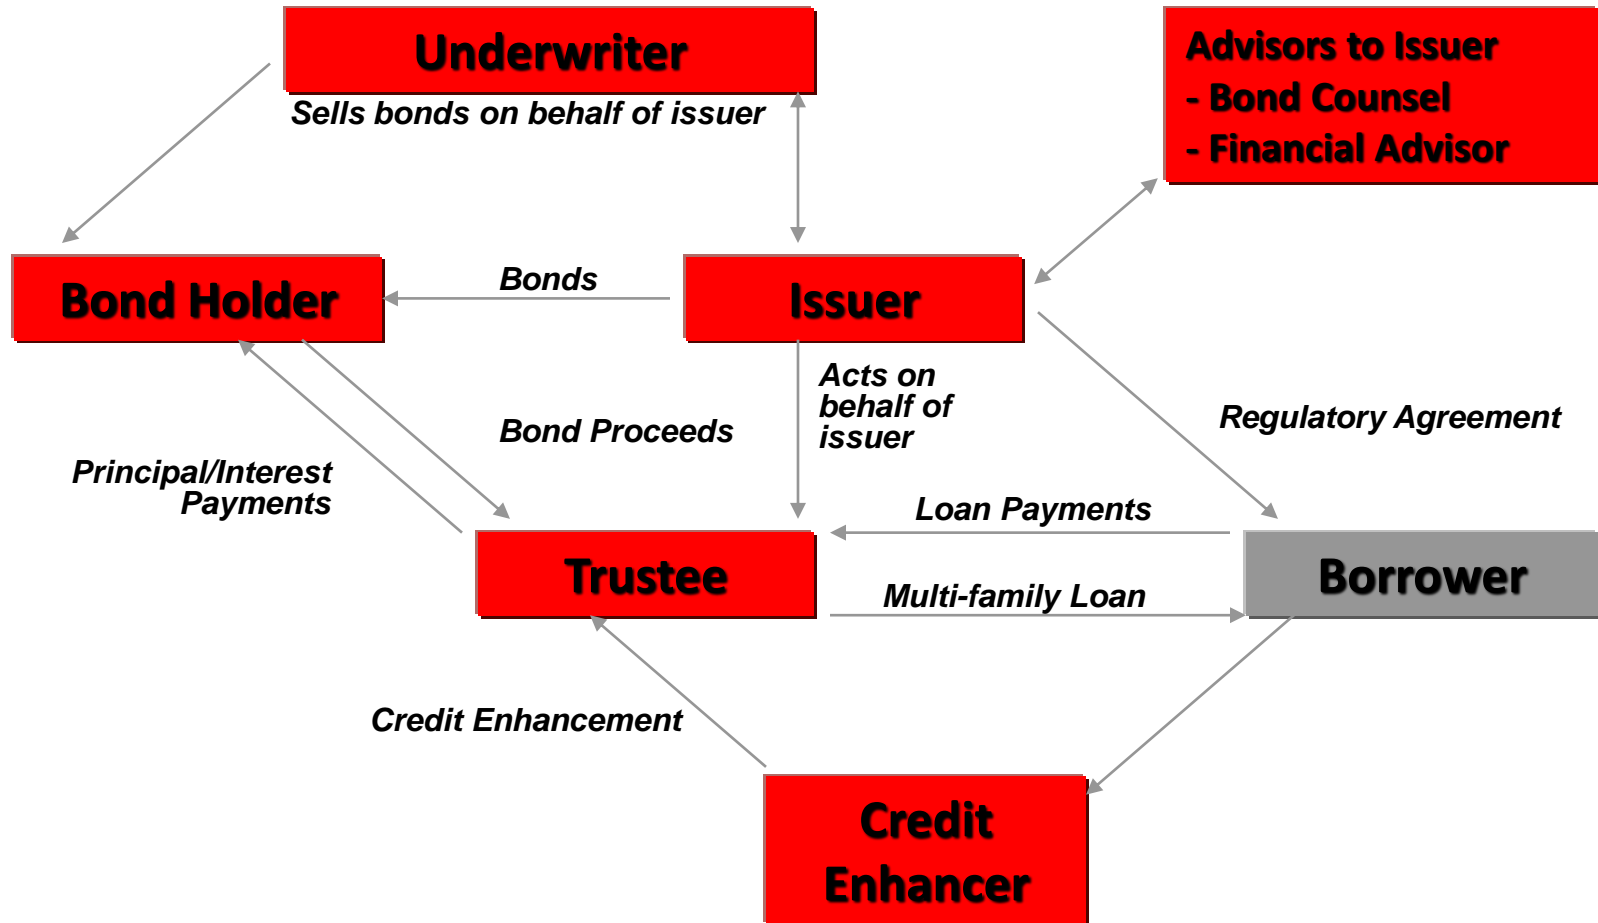 Underwriter
Sells bonds on behalf of issuer
Advisors to Issuer
- Bond Counsel
- Financial Advisor
Bond Holder
Bonds
Issuer
Acts on
behalf of
issuer
Bond Proceeds
Regulatory Agreement
Principal/Interest
Payments
Loan Payments
Trustee
Multi-family Loan
Borrower
Credit Enhancement
Credit
Enhancer